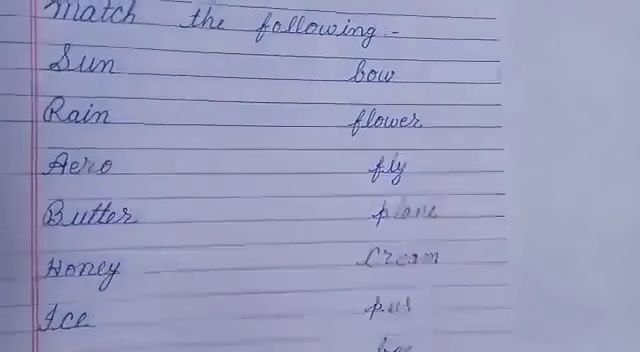 Match the following :-
Sun bow
Rain flower
Aero fly
Butter plane
Honey Cream
Ice